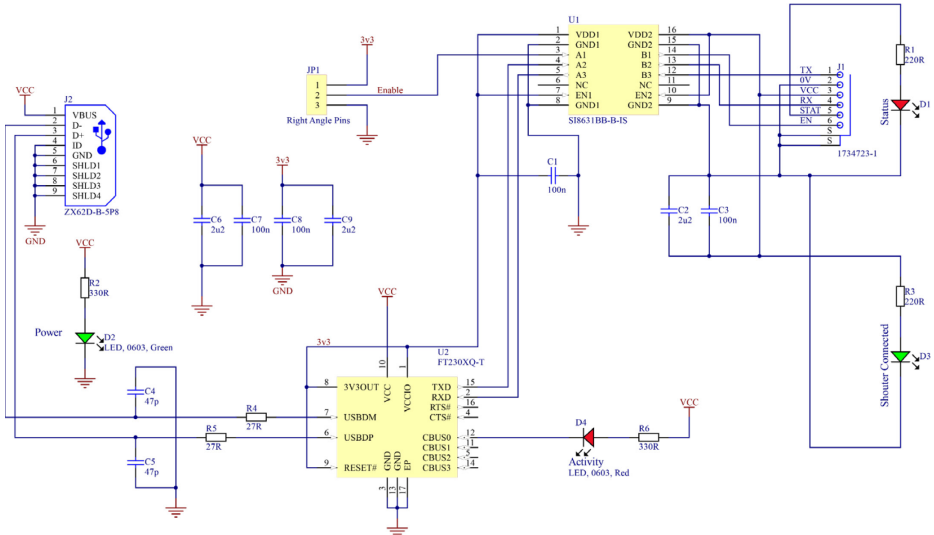 U1
3v3
1 VDD1 VDD2 16
2 GND1 GND2 15
3 A1 B1 14
4 A2 B2 13
5 A3 B3 12
6 NC NC 11
7 EN1 EN2 10
8 GND1 GND2 9
SI8631BB-B-IS
JP1
1
2
3
Enable
Right Angle Pins
R1
220R
Status
D1
J1
TX 1
0V 2
VCC 3
RX 4
STAT 5
EN 6
S
S
1734723-1
VCC
J2
1 VBUS
2 D-
3 D+
4 ID
5 GND
6 SHLD1
7 SHLD2
8 SHLD3
9 SHLD4
ZX62D-B-5P8
GND
VCC
C6
2u2
C7
100n
3v3
C8
100n
C9
2u2
GND
C1
100n
C2
2u2
C3
100n
VCC
R2
330R
Power
D2
LED, 0603, Green
R3
220R
Shouter Connected
D3
VCC
3v3
U2
FT230XQ-T
10 VCC
1 VCCIO
8 3V3OUT TXD 15
RXD 2
RTS# 16
7 USBDM CTS# 4
6 USBDP CBUS0 12
CBUS1 11
CBUS2 5
9 RESET# CBUS3 14
GND GND EP
3 13 17
C4
47p
R4
27R
R5
27R
C5
47p
D4
Activity
LED, 0603, Red
R6
330R
VCC